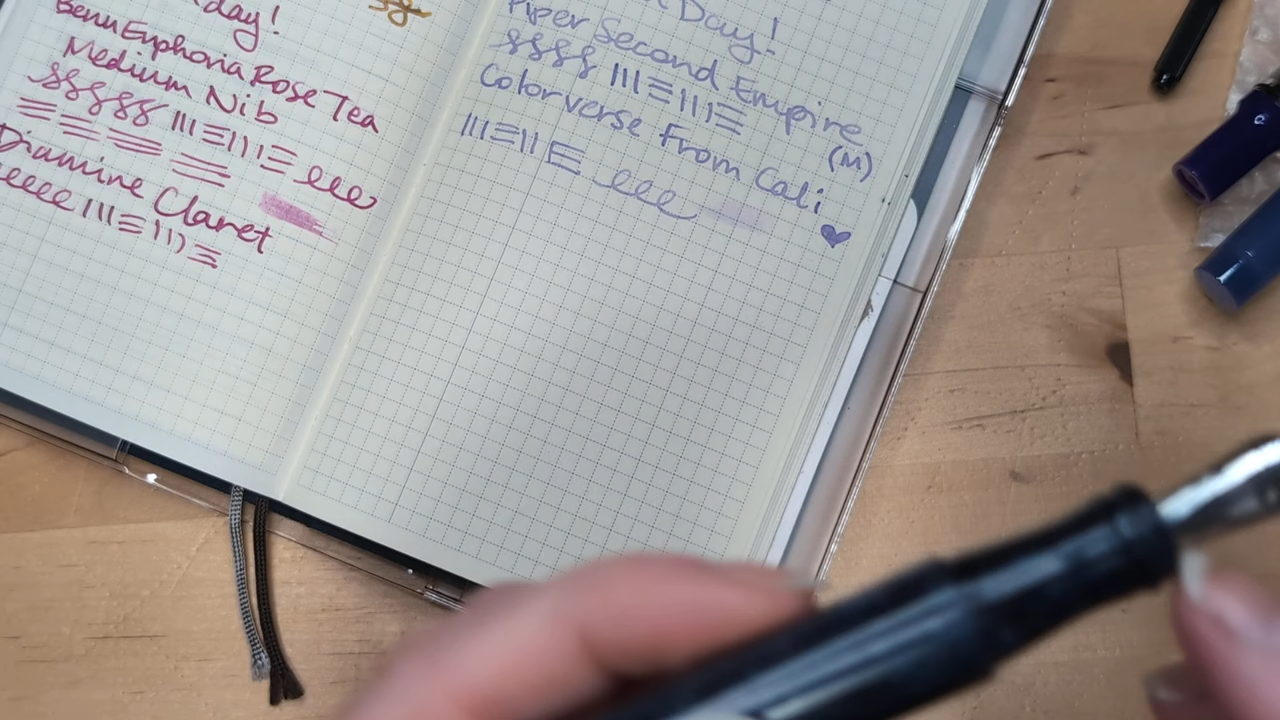 day!
Benu Euphoria Rose Tea
Medium Nib
Diamine Claret
Day!
Piper Second Empire
(M)
Colorverse From Cali